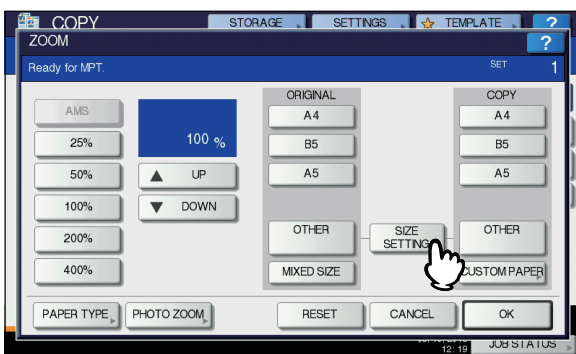 COPY
STORAGE
SETTINGS
TEMPLATE
?
ZOOM
?
Ready for MPT.
SET 1
ORIGINAL
COPY
AMS
100 %
A4
A4
25%
B5
B5
50%
UP
A5
A5
100%
DOWN
200%
OTHER
SIZE
SETTING
OTHER
400%
MIXED SIZE
CUSTOM PAPER
PAPER TYPE
PHOTO ZOOM
RESET
CANCEL
OK
12: 19
JOB STATUS